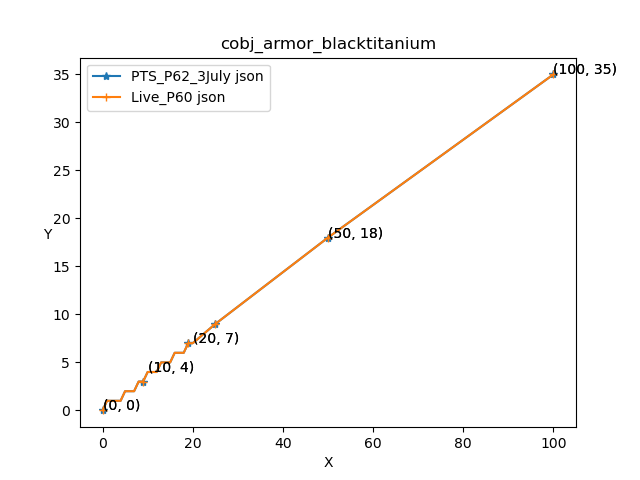 cobj_armor_blacktitanium
PTS_P62_3July json
Live_P60 json
Y
35
30
25
20
15
10
5
0
(100, 35)
(50, 18)
(20, 7)
(10, 4)
(0, 0)
0 20 40 60 80 100
X